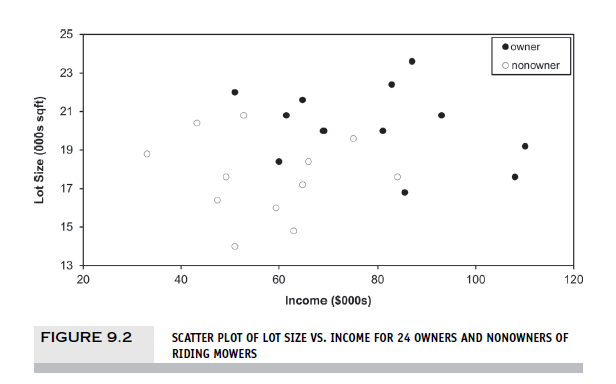 25
23
21
19
17
15
13
Lot Size (000s sqft)
owner
nonowner
20 40 60 80 100 120
Income ($000s)
FIGURE 9.2
SCATTER PLOT OF LOT SIZE VS. INCOME FOR 24 OWNERS AND NONOWNERS OF
RIDING MOWERS